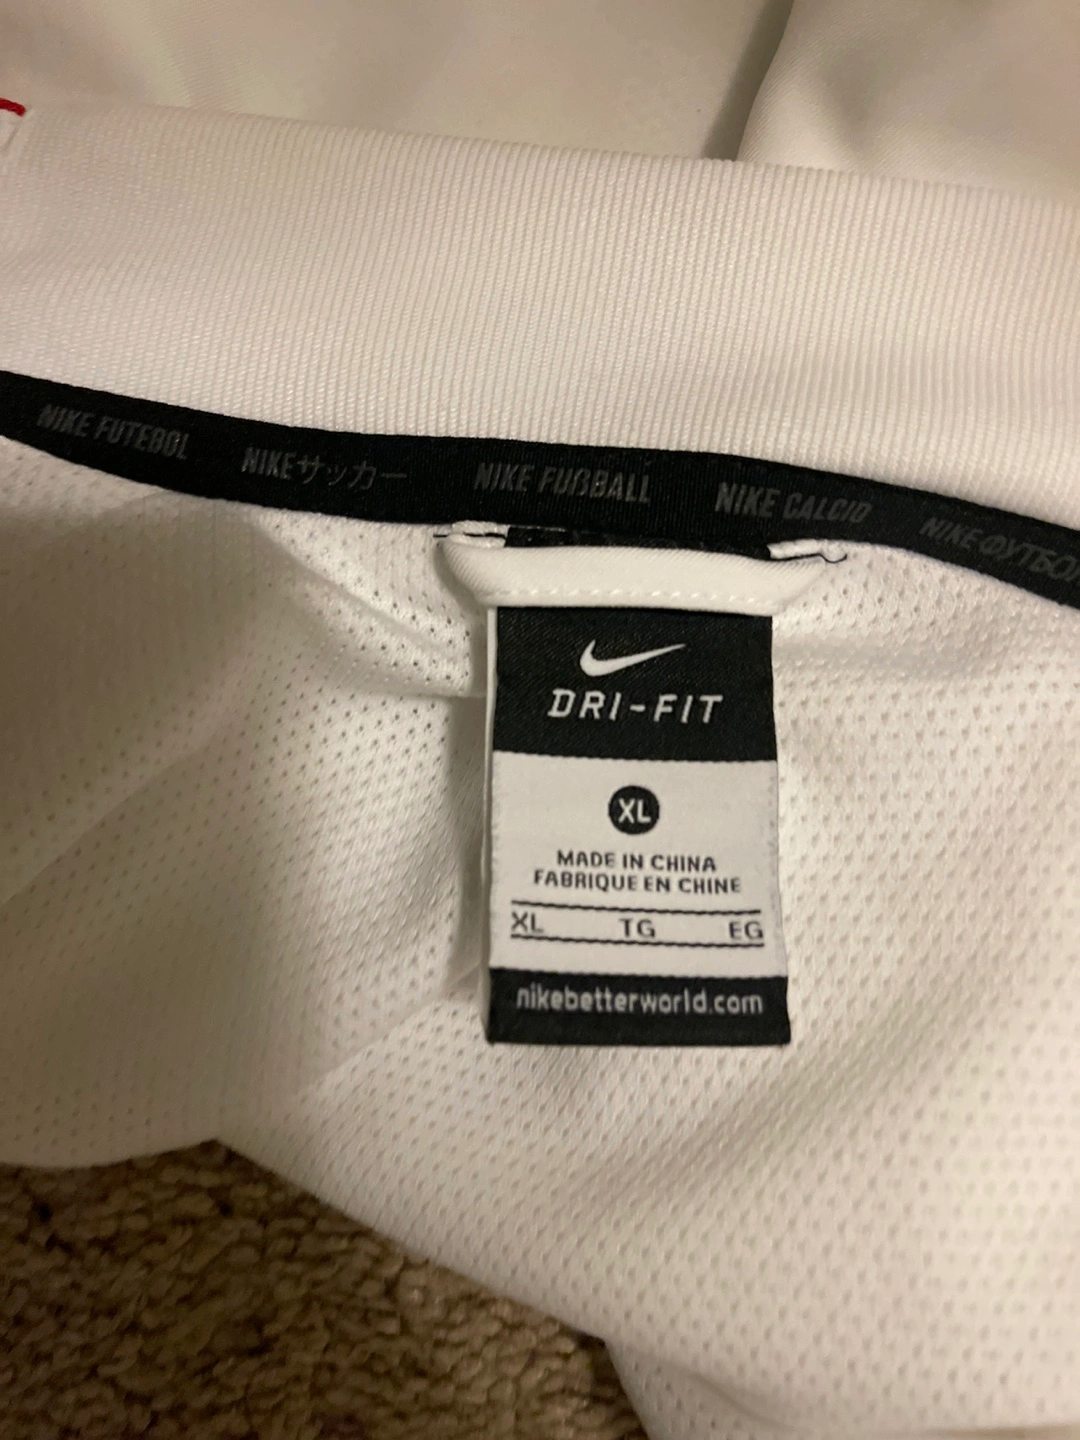 NIKE FUTEBOL NIKEサッカー NIKE FUßBALL NIKE CALCIO NIKE ФУТБОЛ
DRI-FIT
XL
MADE IN CHINA
FABRIQUE EN CHINE
XL TG EG
nikebetterworld.com